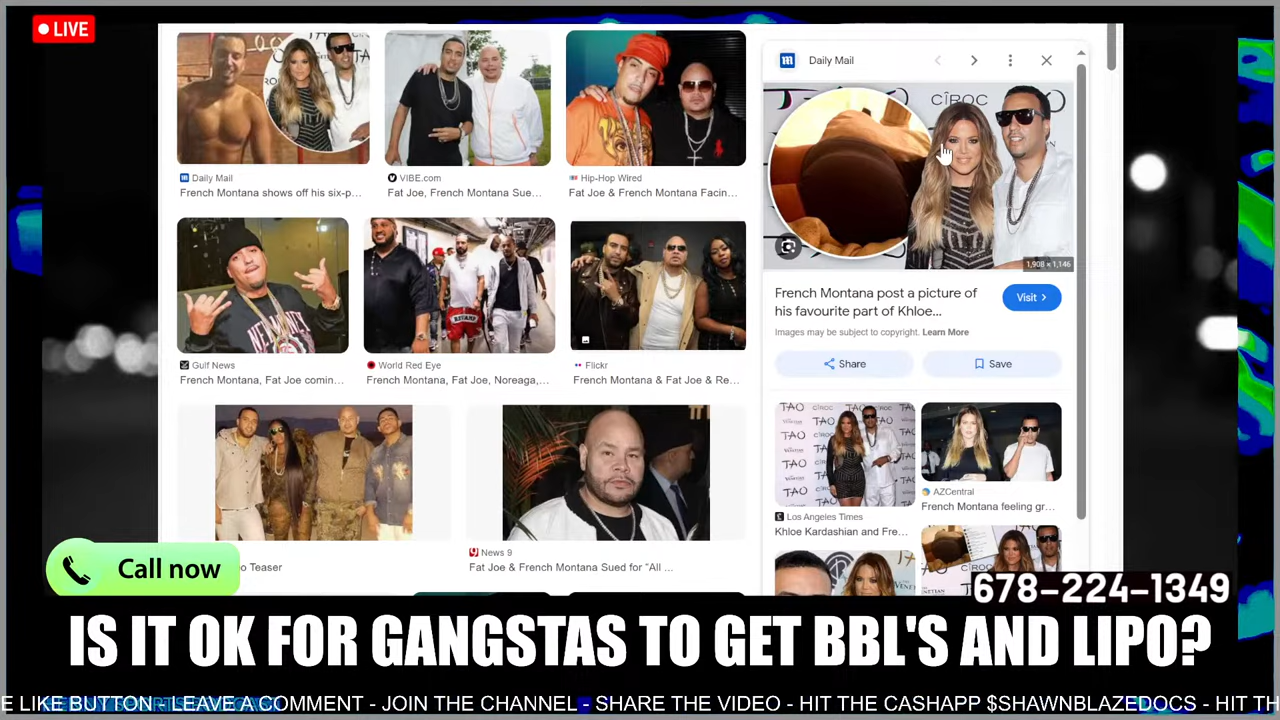 LIVE
Daily Mail
CÎROC
TAO
Daily Mail
French Montana shows off his six-p...
VIBE.com
Fat Joe, French Montana Sue...
Hip-Hop Wired
Fat Joe & French Montana Facin...
1,908 × 1,146
French Montana post a picture of
his favourite part of Khloe...
Visit
Images may be subject to copyright. Learn More
Share
Save
Gulf News
French Montana, Fat Joe comin...
World Red Eye
French Montana, Fat Joe, Noreaga,...
Flickr
French Montana & Fat Joe & Re...
TAO
CÎROC
Los Angeles Times
Khloe Kardashian and Fre...
AZCentral
French Montana feeling gr...
o Teaser
News 9
Fat Joe & French Montana Sued for "All ...
Call now
678-224-1349
IS IT OK FOR GANGSTAS TO GET BBL'S AND LIPO?
E LIKE BUTTON - LEAVE A COMMENT - JOIN THE CHANNEL - SHARE THE VIDEO - HIT THE CASHAPP $SHAWNBLAZEDOCS - HIT TH